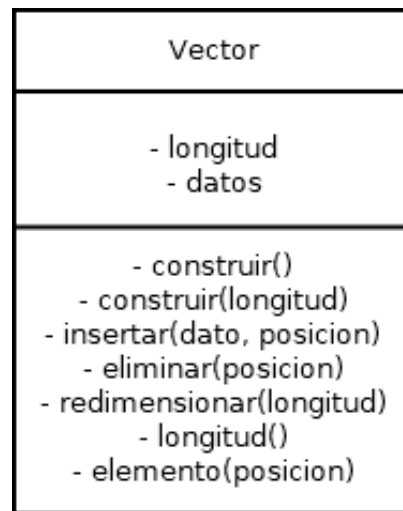 Vector
- longitud
- datos
- construir()
- construir(longitud)
- insertar(dato, posicion)
- eliminar(posicion)
- redimensionar(longitud)
- longitud()
- elemento(posicion)